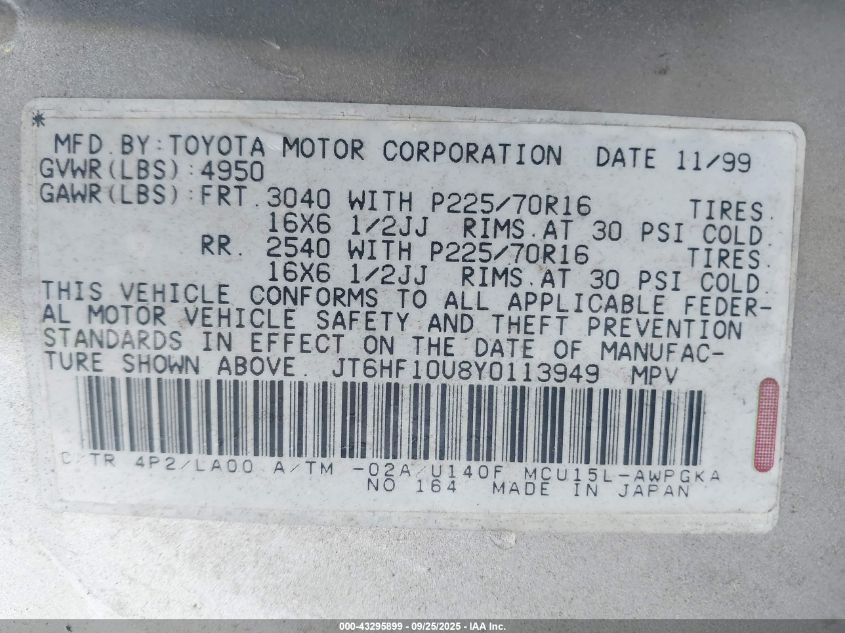 * MFD. BY: TOYOTA MOTOR CORPORATION DATE 11/99
GVWR(LBS): 4950
GAWR(LBS): FRT. 3040 WITH P225/70R16 TIRES.
16X6 1/2JJ RIMS. AT 30 PSI COLD.
RR. 2540 WITH P225/70R16 TIRES.
16X6 1/2JJ RIMS. AT 30 PSI COLD.
THIS VEHICLE CONFORMS TO ALL APPLICABLE FEDER-
AL MOTOR VEHICLE SAFETY AND THEFT PREVENTION
STANDARDS IN EFFECT ON THE DATE OF MANUFAC-
TURE SHOWN ABOVE. JT6HF10U8Y0113949 MPV
C/TR 4P2/LA00 A/TM -02A/U140F MCU15L-AWPGKA
NO 164 MADE IN JAPAN
000-43295899 - 09/25/2025 - IAA Inc.